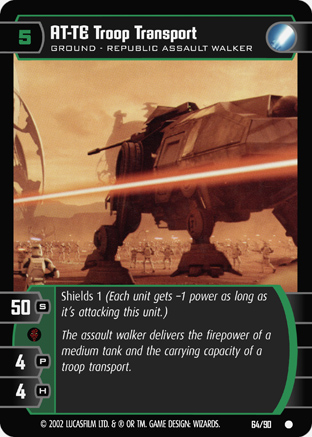 5
AT-TE Troop Transport
GROUND - REPUBLIC ASSAULT WALKER
50 S
Shields 1 (Each unit gets –1 power as long as
it's attacking this unit.)
The assault walker delivers the firepower of a
medium tank and the carrying capacity of a
troop transport.
4 P
4 H
© 2002 LUCASFILM LTD. & ® OR TM. GAME DESIGN: WIZARDS.
64/90